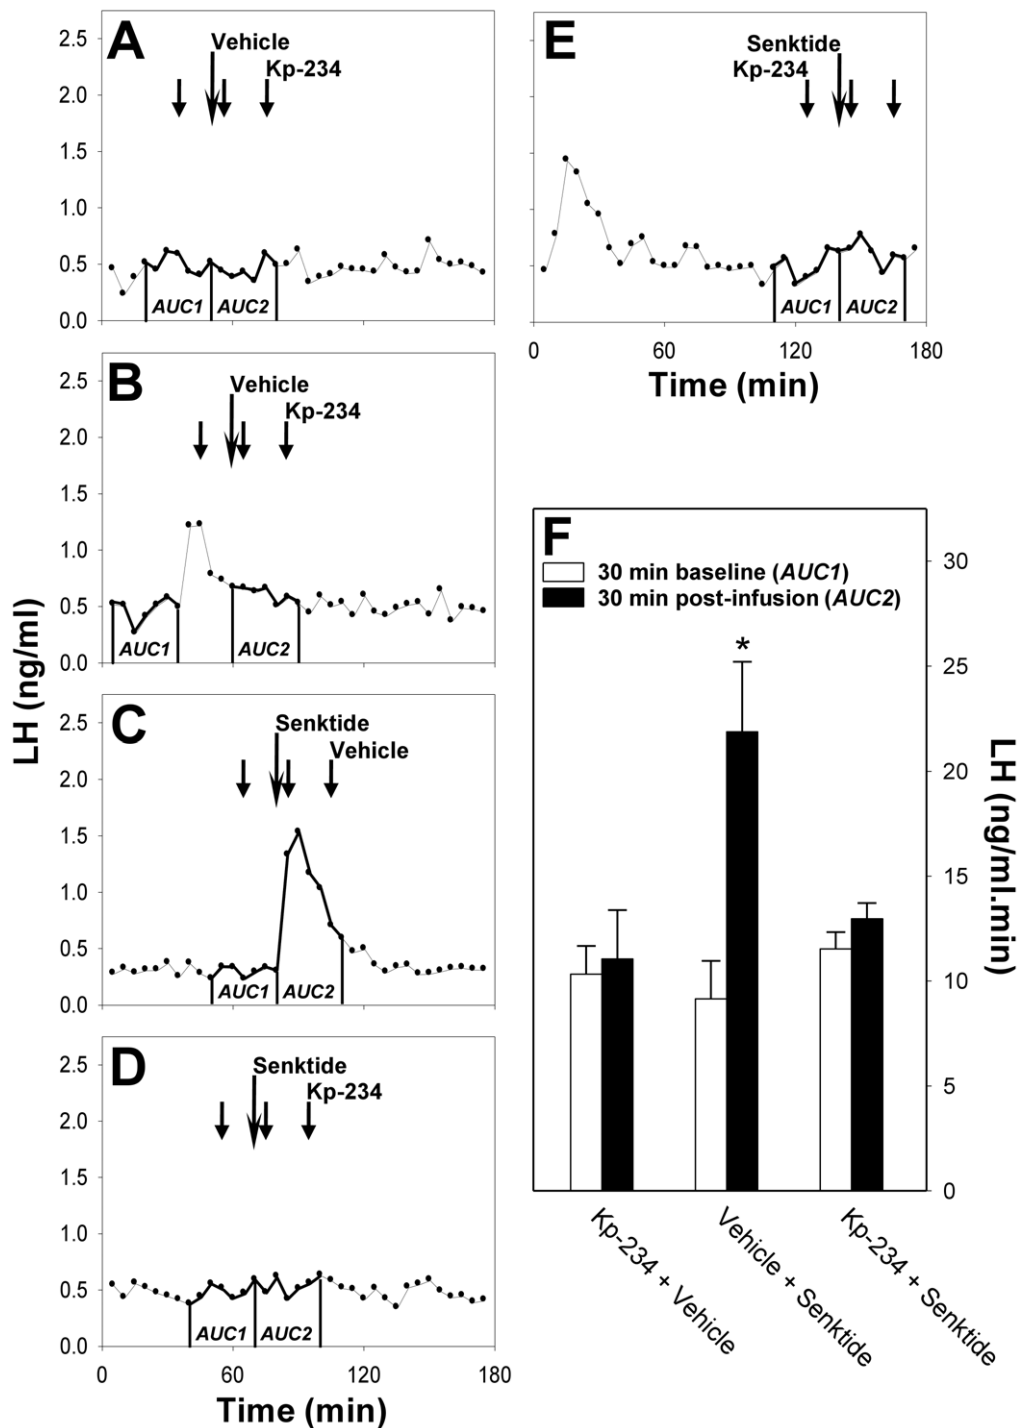 A
Vehicle
Kp-234
2.5
2.0
1.5
1.0
0.5
0.0
AUC1 AUC2
B
Vehicle
Kp-234
2.5
2.0
1.5
1.0
0.5
0.0
AUC1 AUC2
LH (ng/ml)
C
Senktide
Vehicle
2.5
2.0
1.5
1.0
0.5
0.0
AUC1 AUC2
D
Senktide
Kp-234
2.5
2.0
1.5
1.0
0.5
0.0
AUC1 AUC2
0 60 120 180
Time (min)
E
Senktide
Kp-234
AUC1 AUC2
0 60 120 180
Time (min)
F
30 min baseline (AUC1)
30 min post-infusion (AUC2)
*
30
25
20
15
10
5
0
LH (ng/ml.min)
Kp-234 + Vehicle
Vehicle + Senktide
Kp-234 + Senktide